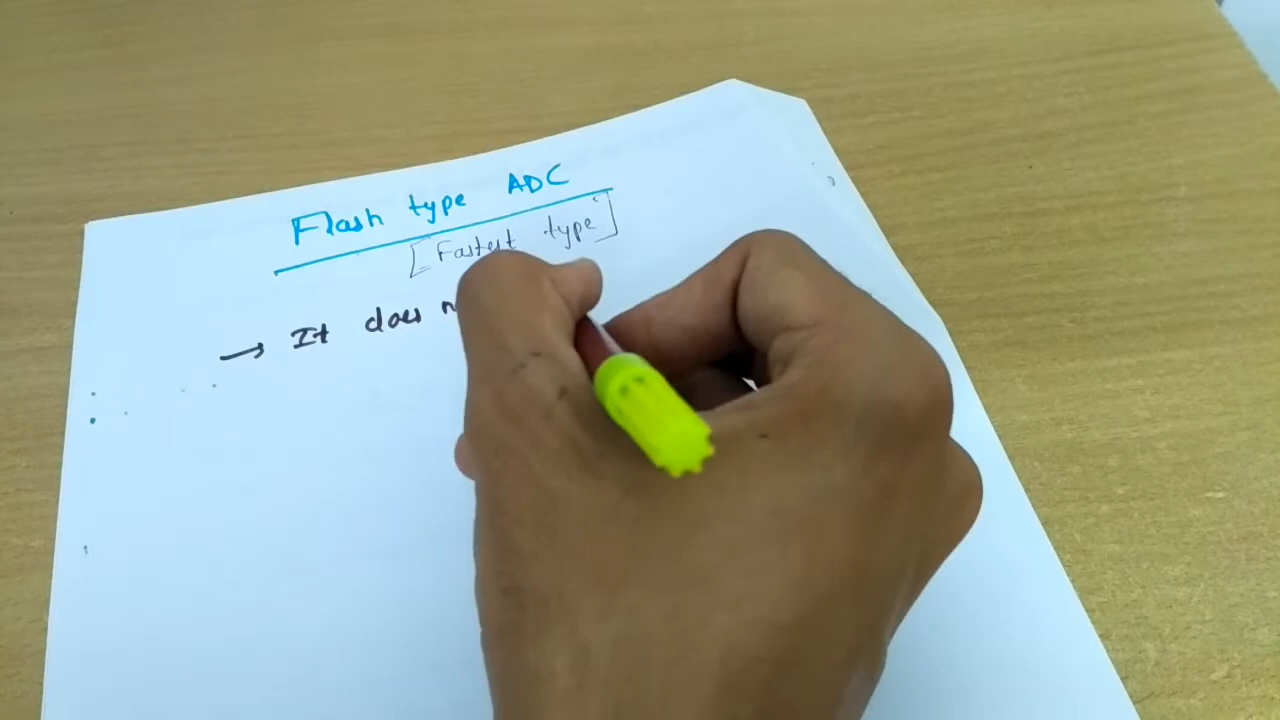 Flash type ADC
[Fastest type]
→ It does